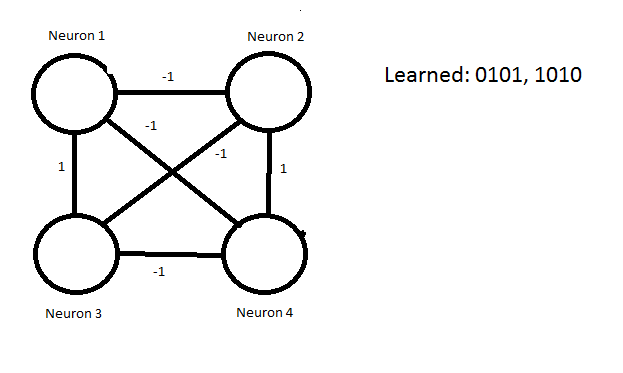 Neuron 1
Neuron 2
-1
Learned: 0101, 1010
-1
-1
1
1
-1
Neuron 3
Neuron 4